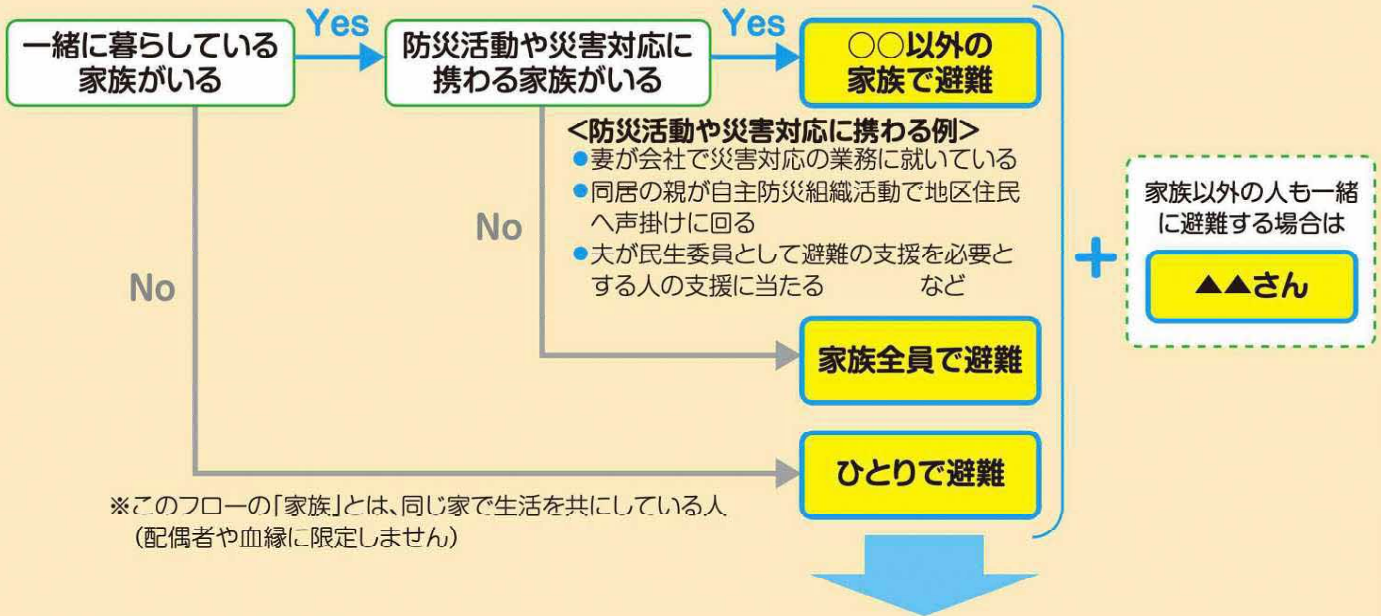 一緒に暮らしている
家族がいる
Yes
防災活動や災害対応に
携わる家族がいる
Yes
○○以外の
家族で避難
<防災活動や災害対応に携わる例>
●妻が会社で災害対応の業務に就いている
●同居の親が自主防災組織活動で地区住民
へ声掛けに回る
●夫が民生委員として避難の支援を必要と
する人の支援に当たる　　　など
No
No
家族全員で避難
ひとりで避難
+
家族以外の人も一緒
に避難する場合は
▲▲さん
※このフローの「家族」とは、同じ家で生活を共にしている人
（配偶者や血縁に限定しません）